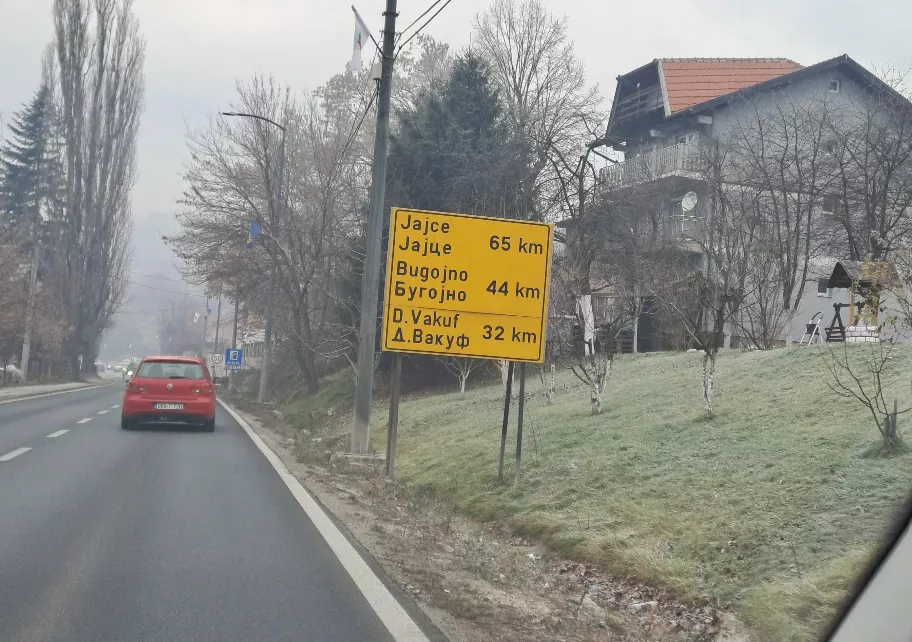 Jajce
Јајце 65 km
Bugojno
Бугојно 44 km
D. Vakuf
Д. Вакуф 32 km